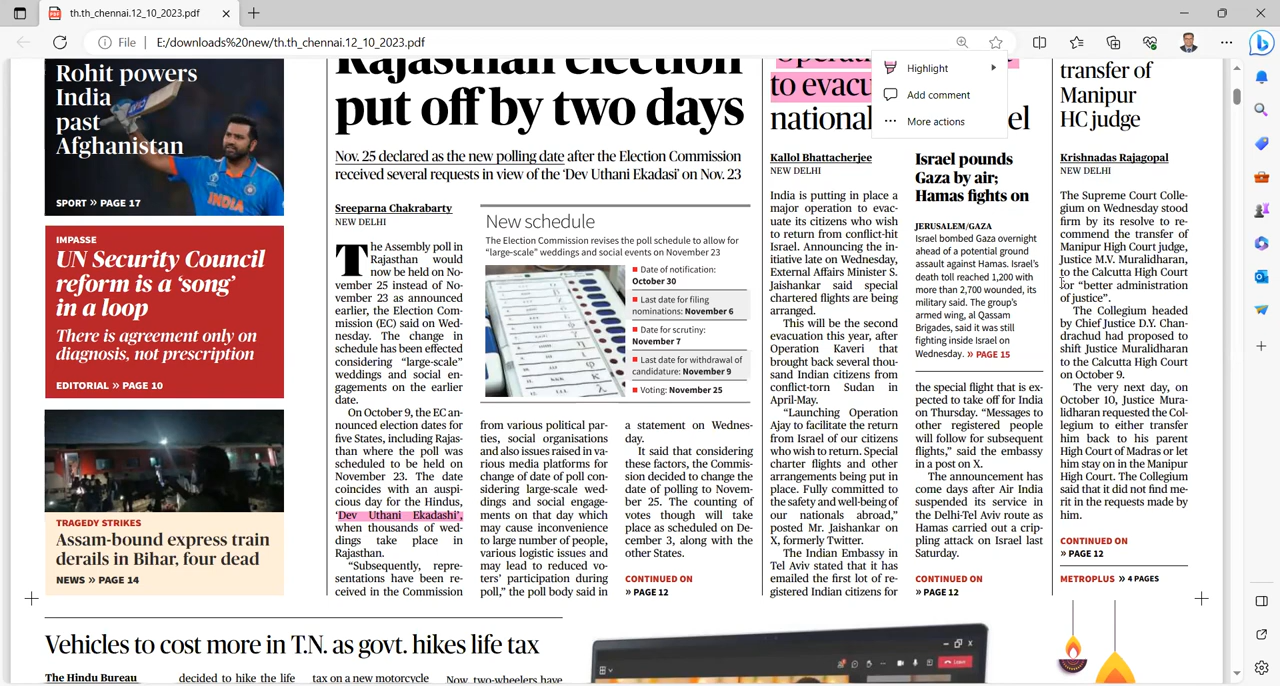 th.th_chennai.12_10_2023.pdf
File
E:/downloads%20new/th.th_chennai.12_10_2023.pdf
Rohit powers
India
past
Afghanistan
SPORT » PAGE 17
IMPASSE
UN Security Council
reform is a ‘song’
in a loop
There is agreement only on
diagnosis, not prescription
EDITORIAL » PAGE 10
TRAGEDY STRIKES
Assam-bound express train
derails in Bihar, four dead
NEWS » PAGE 14
Rajasthan election
put off by two days
Nov. 25 declared as the new polling date after the Election Commission
received several requests in view of the ‘Dev Uthani Ekadasi’ on Nov. 23
Sreeparna Chakrabarty
NEW DELHI
The Assembly poll in
Rajasthan would
now be held on No-
vember 25 instead of No-
vember 23 as announced
earlier, the Election Com-
mission (EC) said on Wed-
nesday. The change in
schedule has been effected
considering “large-scale”
weddings and social en-
gagements on the earlier
date.
On October 9, the EC an-
nounced election dates for
five States, including Rajas-
than where the poll was
scheduled to be held on
November 23. The date
coincides with an auspi-
cious day for the Hindus,
‘Dev Uthani Ekadashi’,
when thousands of wed-
dings take place in
Rajasthan.
“Subsequently, repre-
sentations have been re-
ceived in the Commission
New schedule
The Election Commission revises the poll schedule to allow for
“large-scale” weddings and social events on November 23
Date of notification:
October 30
Last date for filing
nominations: November 6
Date for scrutiny:
November 7
Last date for withdrawal of
candidature: November 9
Voting: November 25
from various political par-
ties, social organisations
and also issues raised in va-
rious media platforms for
change of date of poll con-
sidering large-scale wed-
dings and social engage-
ments on that day which
may cause inconvenience
to large number of people,
various logistic issues and
may lead to reduced vo-
ters’ participation during
poll,” the poll body said in
a statement on Wednes-
day.
It said that considering
these factors, the Commis-
sion decided to change the
date of polling to Novem-
ber 25. The counting of
votes though will take
place as scheduled on De-
cember 3, along with the
other States.
CONTINUED ON
» PAGE 12
to evacu
national
el
Highlight
Add comment
More actions
Kallol Bhattacherjee
NEW DELHI
India is putting in place a
major operation to evac-
uate its citizens who wish
to return from conflict-hit
Israel. Announcing the in-
itiative late on Wednesday,
External Affairs Minister S.
Jaishankar said special
chartered flights are being
arranged.
This will be the second
evacuation this year, after
Operation Kaveri that
brought back several thou-
sand Indian citizens from
conflict-torn Sudan in
April-May.
“Launching Operation
Ajay to facilitate the return
from Israel of our citizens
who wish to return. Special
charter flights and other
arrangements being put in
place. Fully committed to
the safety and well-being of
our nationals abroad,”
posted Mr. Jaishankar on
X, formerly Twitter.
The Indian Embassy in
Tel Aviv stated that it has
emailed the first lot of re-
gistered Indian citizens for
Israel pounds
Gaza by air;
Hamas fights on
JERUSALEM/GAZA
Israel bombed Gaza overnight
ahead of a potential ground
assault against Hamas. Israel’s
death toll reached 1,200 with
more than 2,700 wounded, its
military said. The group’s
armed wing, al Qassam
Brigades, said it was still
fighting inside Israel on
Wednesday. » PAGE 15
the special flight that is ex-
pected to take off for India
on Thursday. “Messages to
other registered people
will follow for subsequent
flights,” said the embassy
in a post on X.
The announcement has
come days after Air India
suspended its service in
the Delhi-Tel Aviv route as
Hamas carried out a crip-
pling attack on Israel last
Saturday.
CONTINUED ON
» PAGE 12
transfer of
Manipur
HC judge
Krishnadas Rajagopal
NEW DELHI
The Supreme Court Colle-
gium on Wednesday stood
firm by its resolve to re-
commend the transfer of
Manipur High Court judge,
Justice M.V. Muralidharan,
to the Calcutta High Court
for “better administration
of justice”.
The Collegium headed
by Chief Justice D.Y. Chan-
drachud had proposed to
shift Justice Muralidharan
to the Calcutta High Court
on October 9.
The very next day, on
October 10, Justice Mura-
lidharan requested the Col-
legium to either transfer
him back to his parent
High Court of Madras or let
him stay on in the Manipur
High Court. The Collegium
said that it did not find me-
rit in the requests made by
him.
CONTINUED ON
» PAGE 12
METROPLUS » 4 PAGES
Vehicles to cost more in T.N. as govt. hikes life tax
The Hindu Bureau
decided to hike the life
tax on a new motorcycle
Now, two-wheelers have
Leave